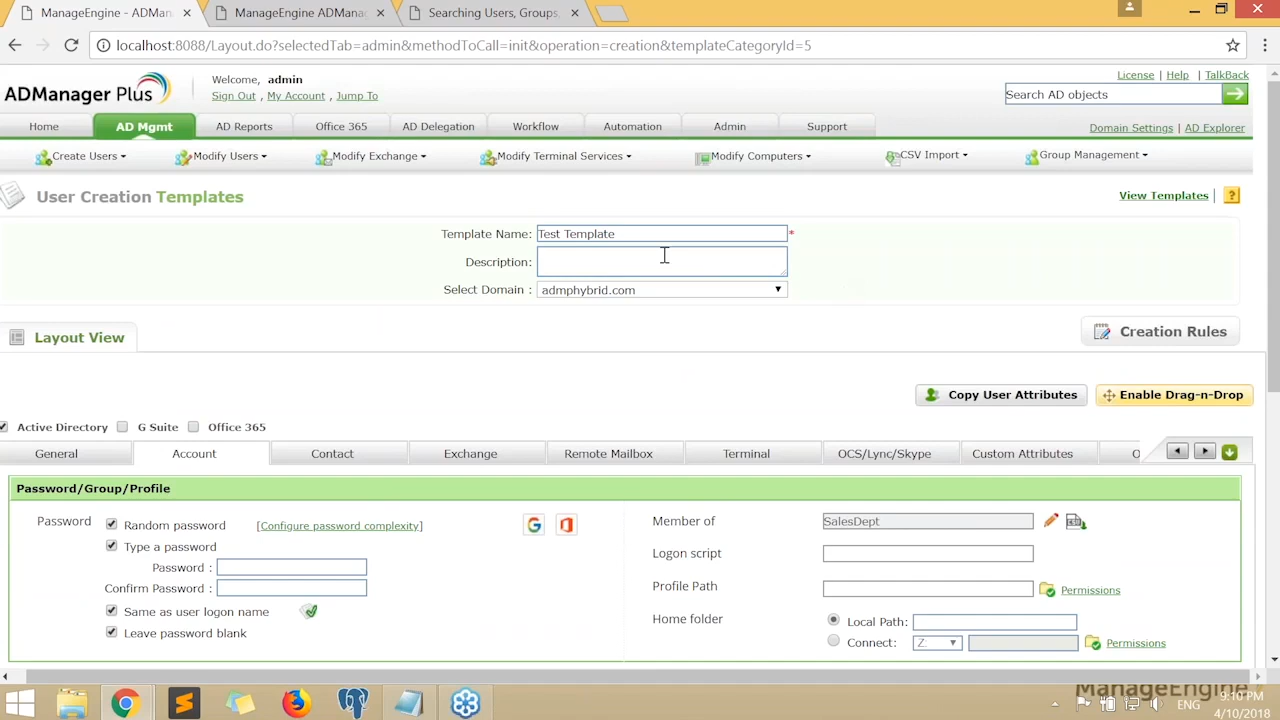 ManageEngine - ADMan
ManageEngine ADMana
Searching Users, Groups,
localhost:8088/Layout.do?selectedTab=admin&methodToCall=init&operation=creation&templateCategoryId=5
License | Help | TalkBack
Welcome, admin
ADManager Plus
Sign Out , My Account , Jump To
Search AD objects
Home
AD Mgmt
AD Reports
Office 365
AD Delegation
Workflow
Automation
Admin
Support
Domain Settings | AD Explorer
Create Users
Modify Users
Modify Exchange
Modify Terminal Services
Modify Computers
CSV Import
Group Management
User Creation Templates
View Templates | ?
Template Name: Test Template *
Description:
Select Domain : admphybrid.com
Layout View
Creation Rules
Copy User Attributes
Enable Drag-n-Drop
Active Directory
G Suite
Office 365
General
Account
Contact
Exchange
Remote Mailbox
Terminal
OCS/Lync/Skype
Custom Attributes
Password/Group/Profile
Password
Random password
[Configure password complexity]
Type a password
Password :
Confirm Password :
Same as user logon name
Leave password blank
Member of
SalesDept
Logon script
Profile Path
Permissions
Home folder
Local Path:
Connect:
Z:
Permissions
ManageEngine
ENG
9:10 PM
4/10/2018